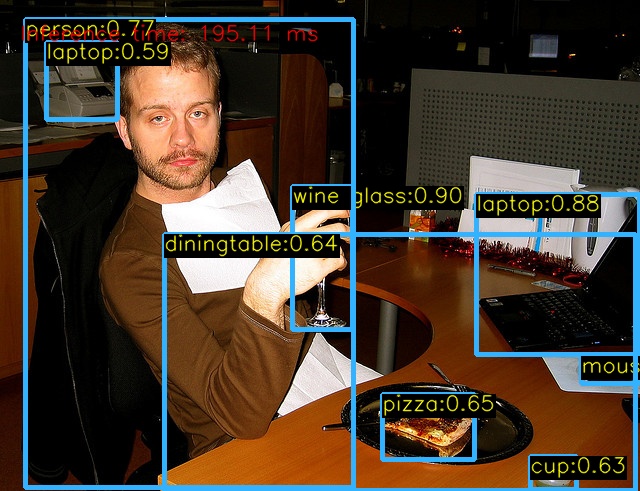 person:0.77
Inference time: 195.11 ms
laptop:0.59
wine glass:0.90
laptop:0.88
diningtable:0.64
mous
pizza:0.65
cup:0.63